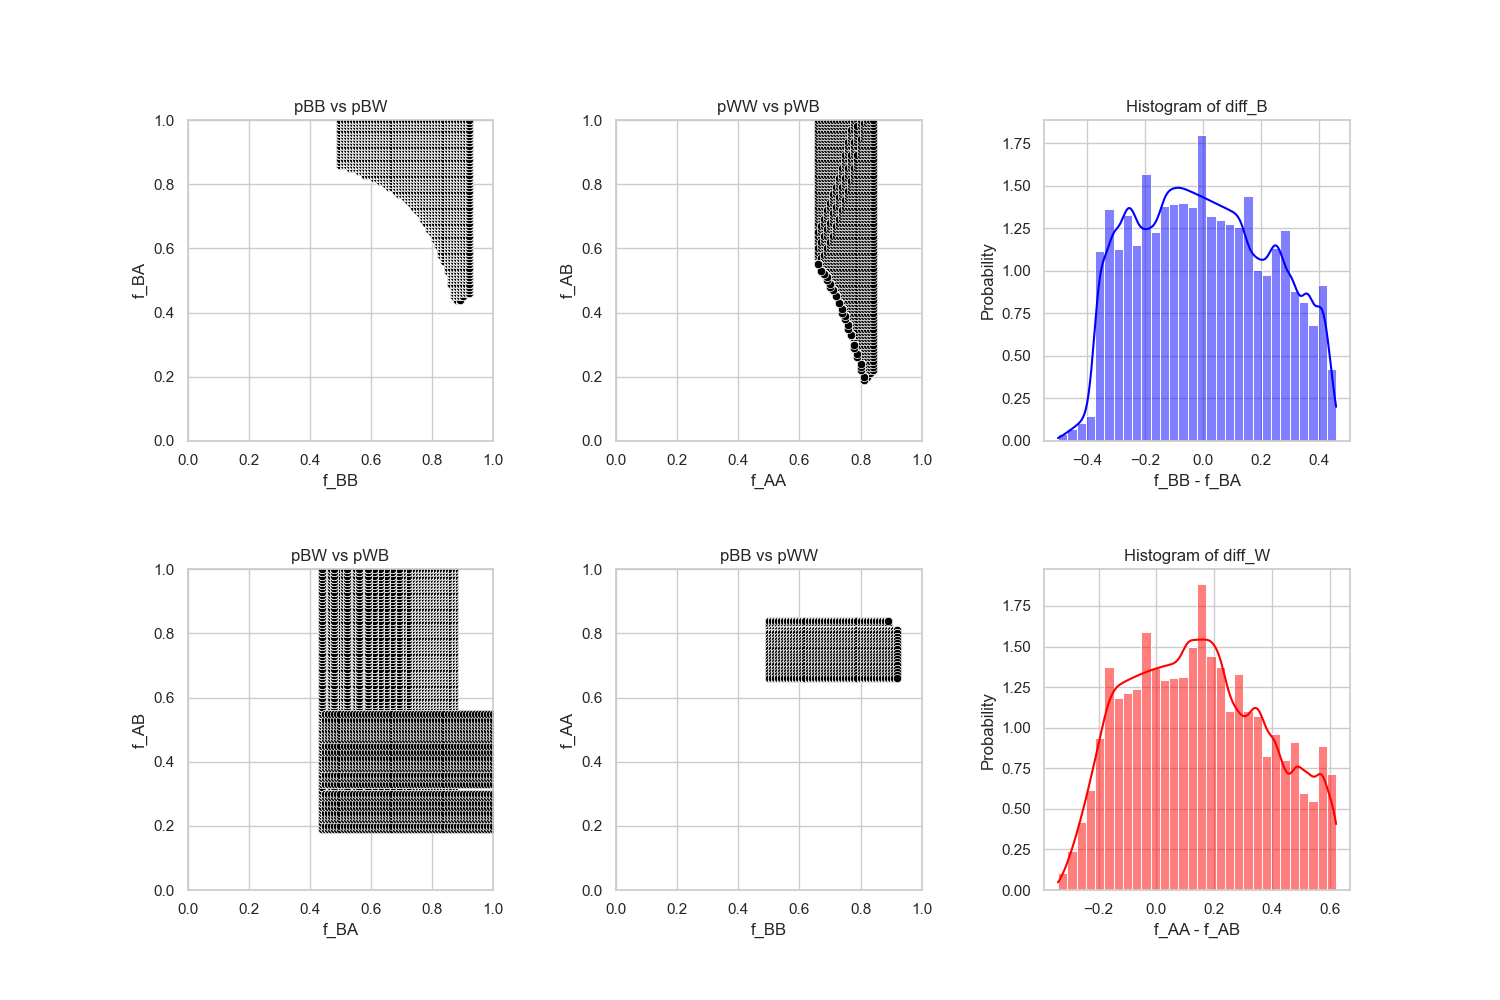 pBB vs pBW
1.0
0.8
0.6
0.4
0.2
0.0
f_BA
0.0 0.2 0.4 0.6 0.8 1.0
f_BB
pWW vs pWB
1.0
0.8
0.6
0.4
0.2
0.0
f_AB
0.0 0.2 0.4 0.6 0.8 1.0
f_AA
Histogram of diff_B
1.75
1.50
1.25
1.00
0.75
0.50
0.25
0.00
Probability
−0.4 −0.2 0.0 0.2 0.4
f_BB - f_BA
pBW vs pWB
1.0
0.8
0.6
0.4
0.2
0.0
f_AB
0.0 0.2 0.4 0.6 0.8 1.0
f_BA
pBB vs pWW
1.0
0.8
0.6
0.4
0.2
0.0
f_AA
0.0 0.2 0.4 0.6 0.8 1.0
f_BB
Histogram of diff_W
1.75
1.50
1.25
1.00
0.75
0.50
0.25
0.00
Probability
−0.2 0.0 0.2 0.4 0.6
f_AA - f_AB